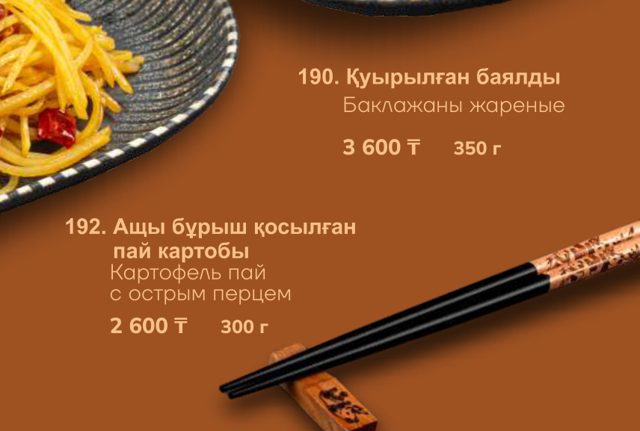 190. Қуырылған баялды
Баклажаны жареные
3 600 ₸ 350 г
192. Ащы бұрыш қосылған
пай картобы
Картофель пай
с острым перцем
2 600 ₸ 300 г